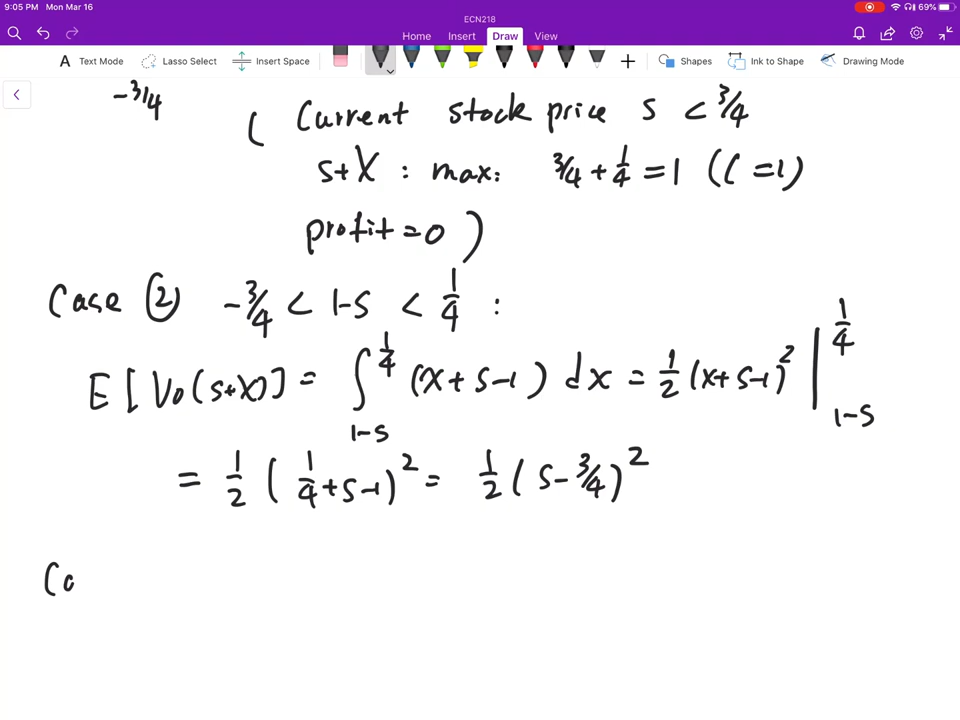 9:05 PM Mon Mar 16 69%
ECN218
Home Insert Draw View
A Text Mode Lasso Select Insert Space Shapes Ink to Shape Drawing Mode
-3/4
( Current stock price S < 3/4
S+X : max: 3/4 + 1/4 = 1 (C = 1)
profit = 0 )
Case ② -3/4 < 1-S < 1/4 :
E[V₀(S+X)] = ∫_{1-S}^{1/4} (x+S-1) dx = 1/2 (x+S-1)² |_{1-S}^{1/4}
= 1/2 ( 1/4 + S-1 )² = 1/2 ( S - 3/4 )²
Ca